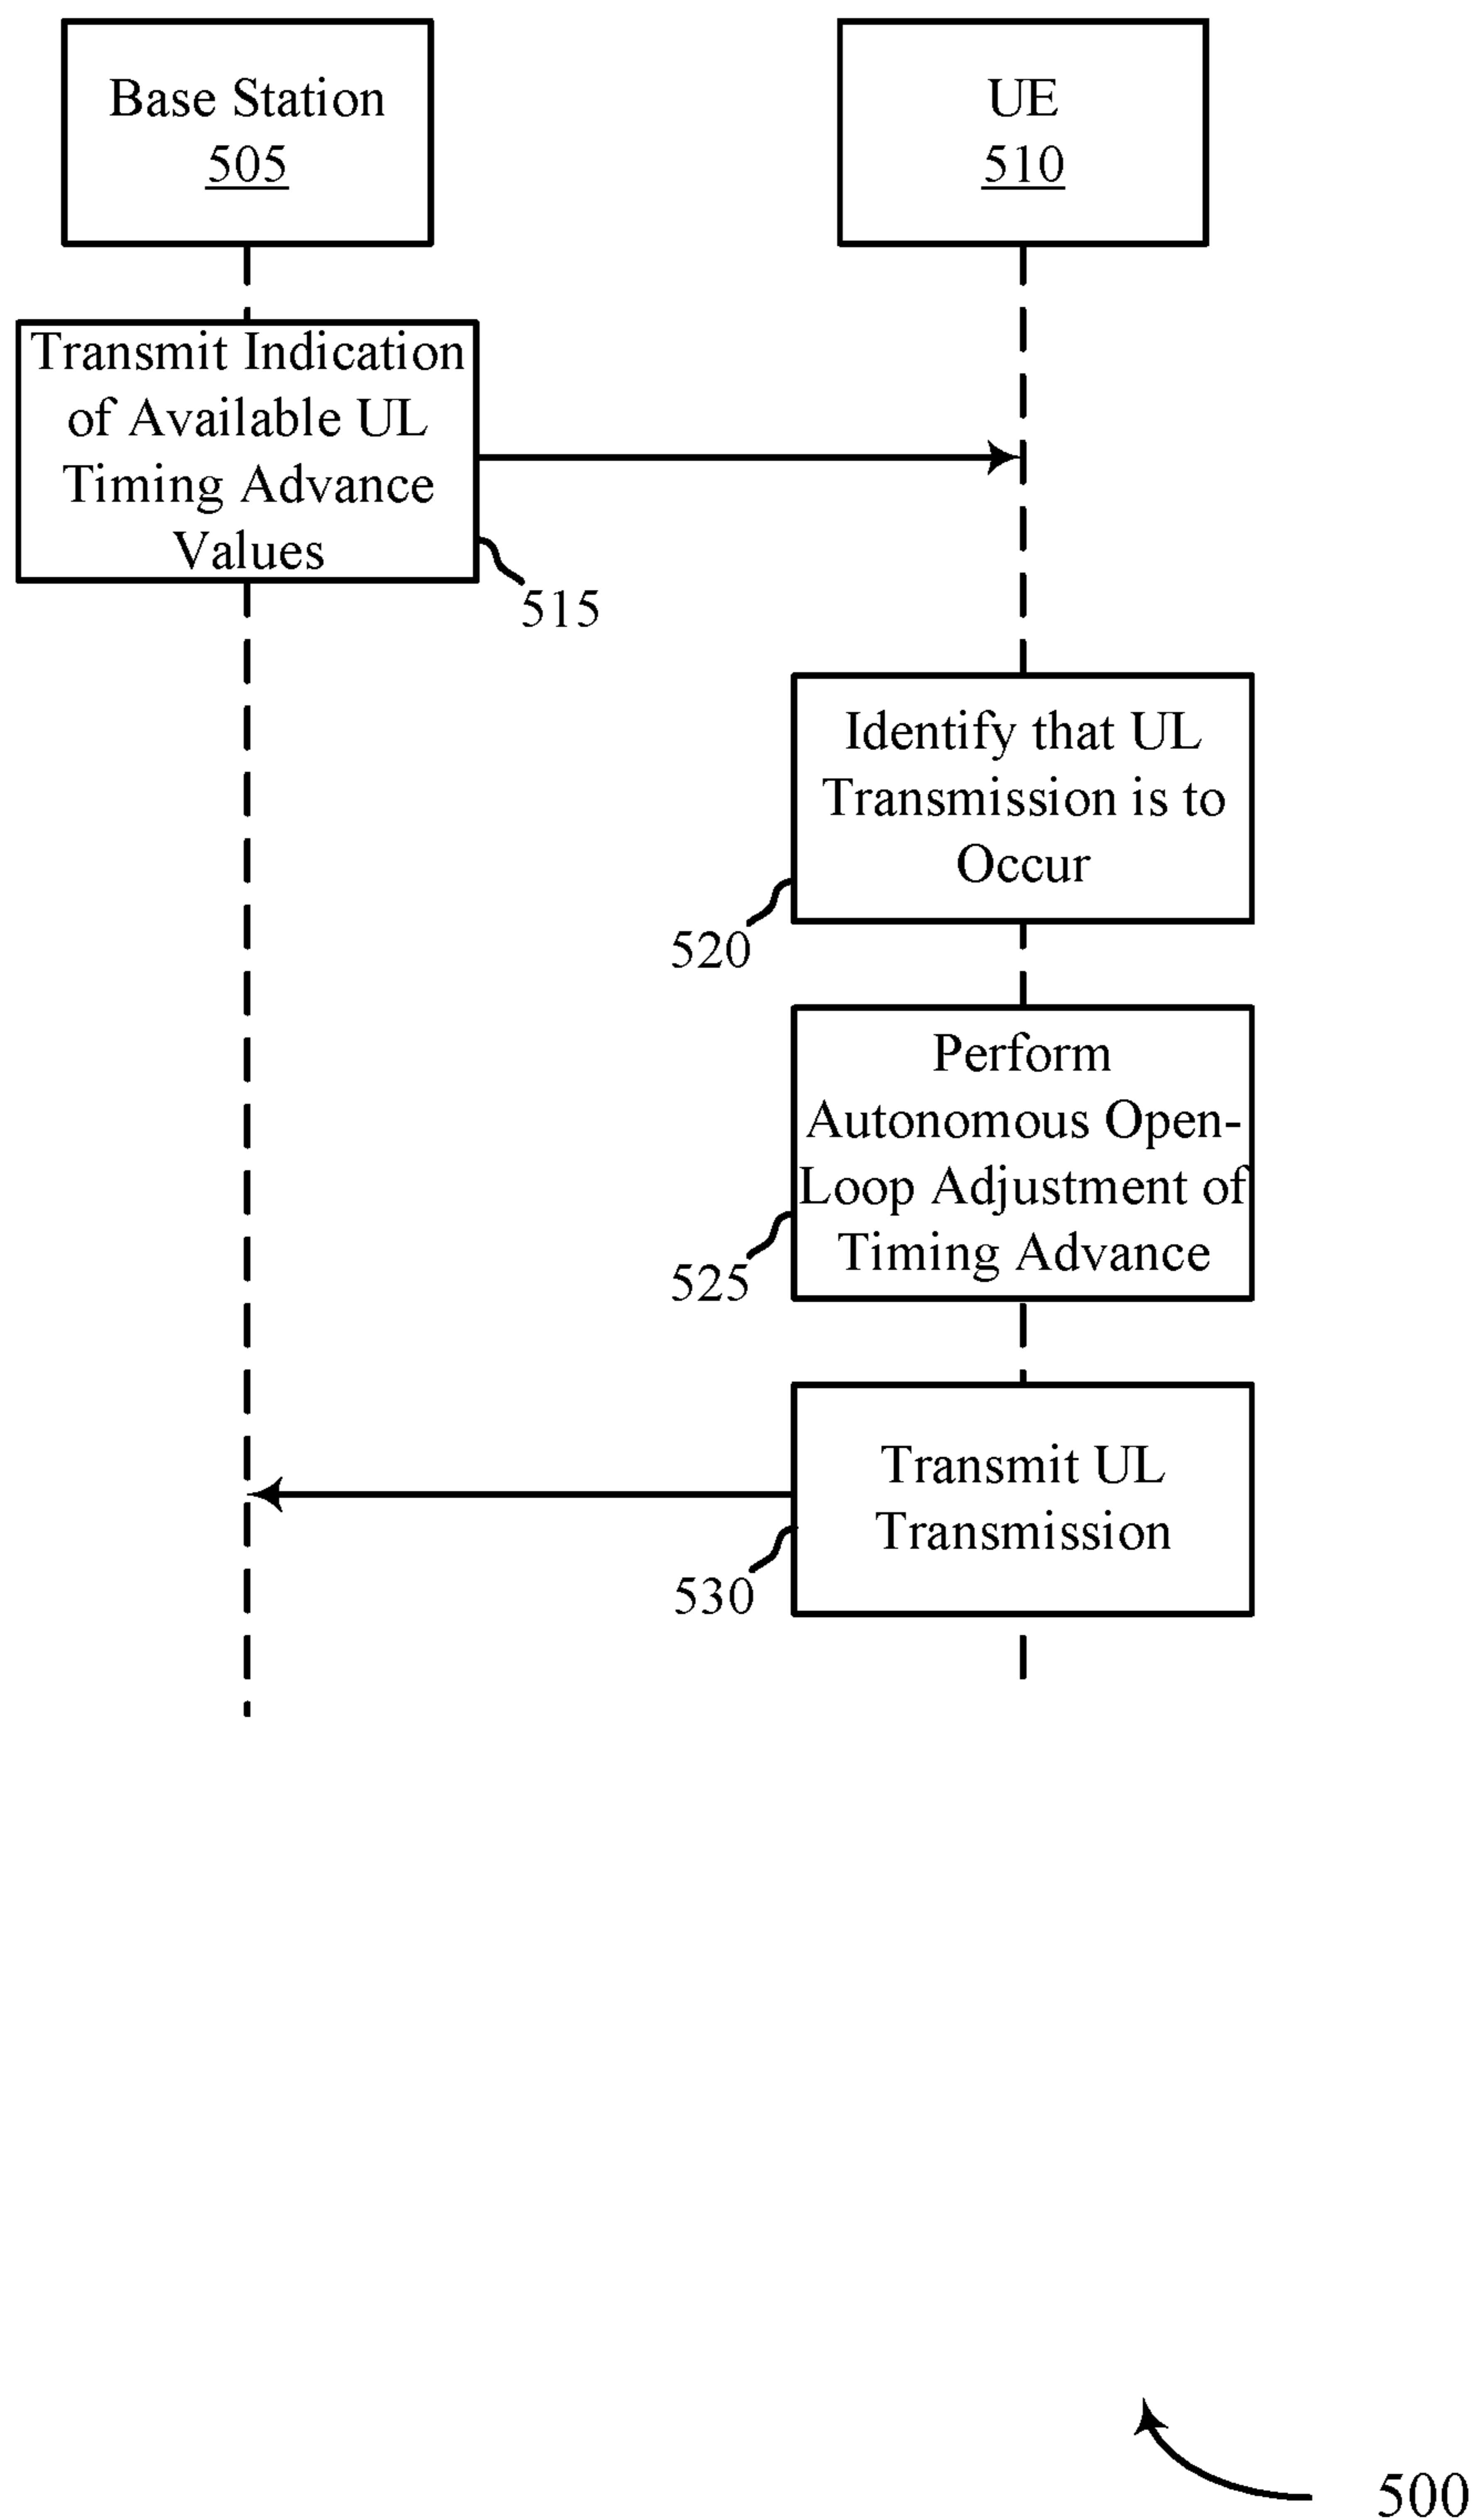 Base Station
505
UE
510
Transmit Indication
of Available UL
Timing Advance
Values
515
Identify that UL
Transmission is to
Occur
520
Perform
Autonomous Open-
Loop Adjustment of
Timing Advance
525
Transmit UL
Transmission
530
500